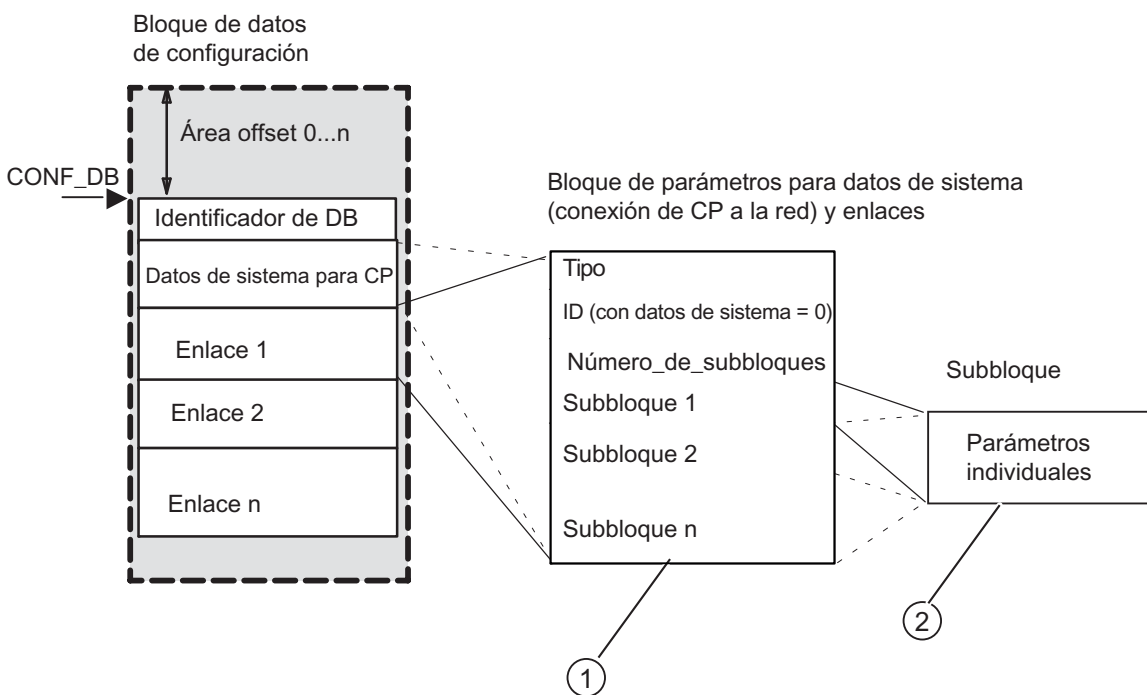 Bloque de datos
de configuración
Área offset 0...n
CONF_DB
Identificador de DB
Datos de sistema para CP
Enlace 1
Enlace 2
Enlace n
Bloque de parámetros para datos de sistema
(conexión de CP a la red) y enlaces
Tipo
ID (con datos de sistema = 0)
Número_de_subbloques
Subbloque 1
Subbloque 2
Subbloque n
Subbloque
Parámetros
individuales
1
2